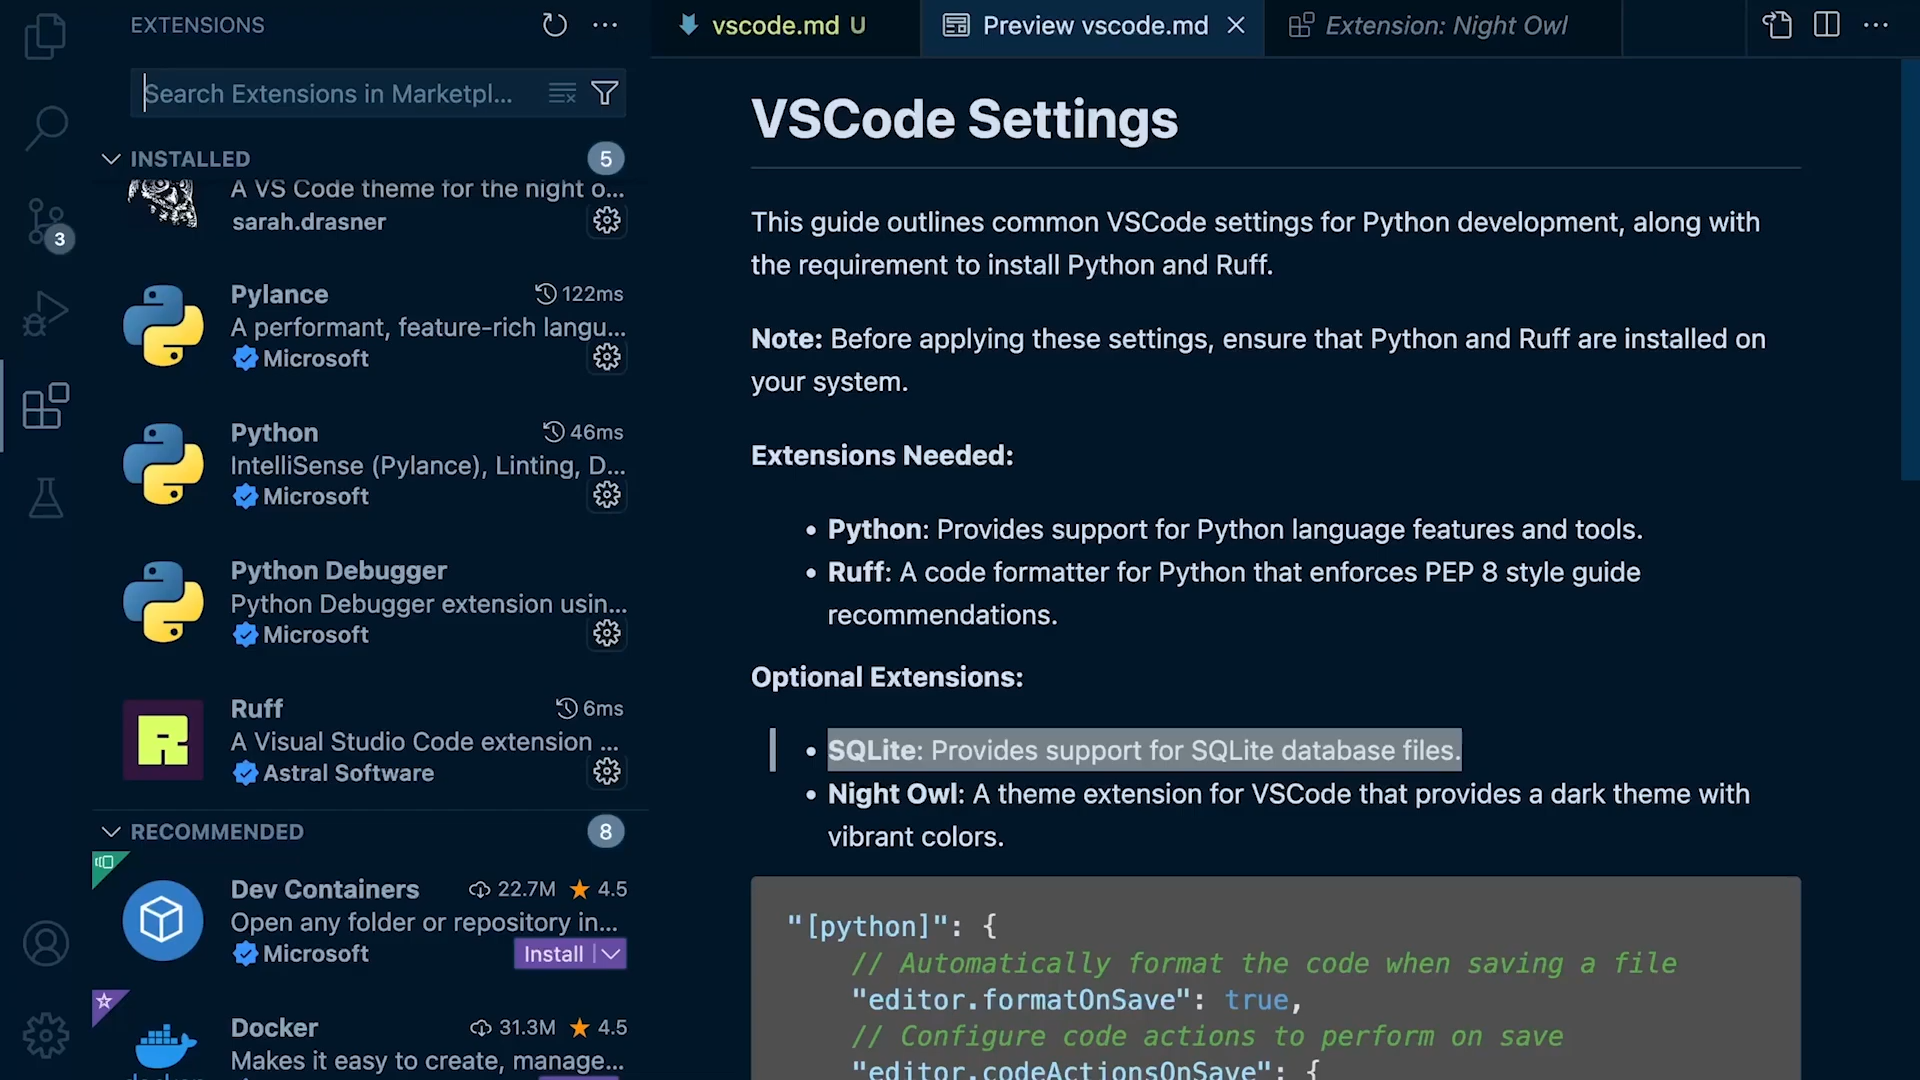 EXTENSIONS
Search Extensions in Marketpl...
INSTALLED 5
A VS Code theme for the night o...
sarah.drasner
Pylance 122ms
A performant, feature-rich langu...
Microsoft
Python 46ms
IntelliSense (Pylance), Linting, D...
Microsoft
Python Debugger
Python Debugger extension usin...
Microsoft
Ruff 6ms
A Visual Studio Code extension ...
Astral Software
RECOMMENDED 8
Dev Containers 22.7M 4.5
Open any folder or repository in...
Microsoft Install
Docker 31.3M 4.5
Makes it easy to create, manage...
3
vscode.md U
Preview vscode.md
Extension: Night Owl
VSCode Settings
This guide outlines common VSCode settings for Python development, along with
the requirement to install Python and Ruff.
Note: Before applying these settings, ensure that Python and Ruff are installed on
your system.
Extensions Needed:
• Python: Provides support for Python language features and tools.
• Ruff: A code formatter for Python that enforces PEP 8 style guide
recommendations.
Optional Extensions:
• SQLite: Provides support for SQLite database files.
• Night Owl: A theme extension for VSCode that provides a dark theme with
vibrant colors.
"[python]": {
// Automatically format the code when saving a file
"editor.formatOnSave": true,
// Configure code actions to perform on save
"editor.codeActionsOnSave": {